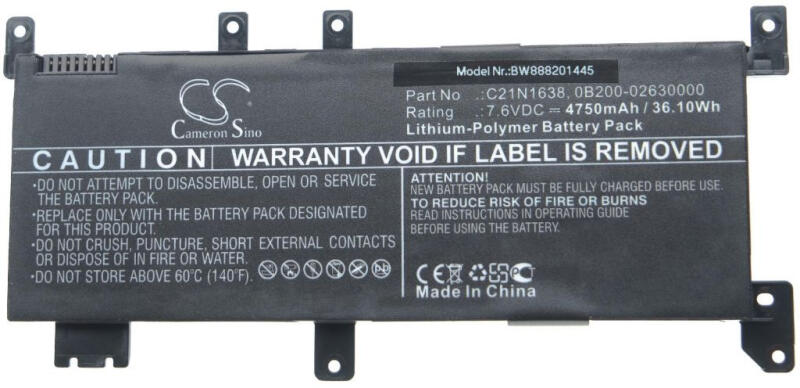 Model Nr.:BW888201445
Part No .:C21N1638, 0B200-02630000
Rating .:7.6VDC ⎓ 4750mAh / 36.10Wh
Lithium-Polymer Battery Pack
CS
Cameron Sino
CAUTION WARRANTY VOID IF LABEL IS REMOVED
•DO NOT ATTEMPT TO DISASSEMBLE, OPEN OR SERVICE
THE BATTERY PACK.
•REPLACE ONLY WITH THE BATTERY PACK DESIGNATED
FOR THIS PRODUCT.
•DO NOT CRUSH, PUNCTURE, SHORT EXTERNAL CONTACTS
OR DISPOSE OF IN FIRE OR WATER.
•DO NOT STORE ABOVE 60°C (140°F).
ATTENTION!
NEW BATTERY PACK MUST BE FULLY CHARGED BEFORE USE.
TO REDUCE RISK OF FIRE OR BURNS
READ INSTRUCTIONS IN OPERATING GUIDE
BEFORE USING THE BATTERY.
CE
Made In China